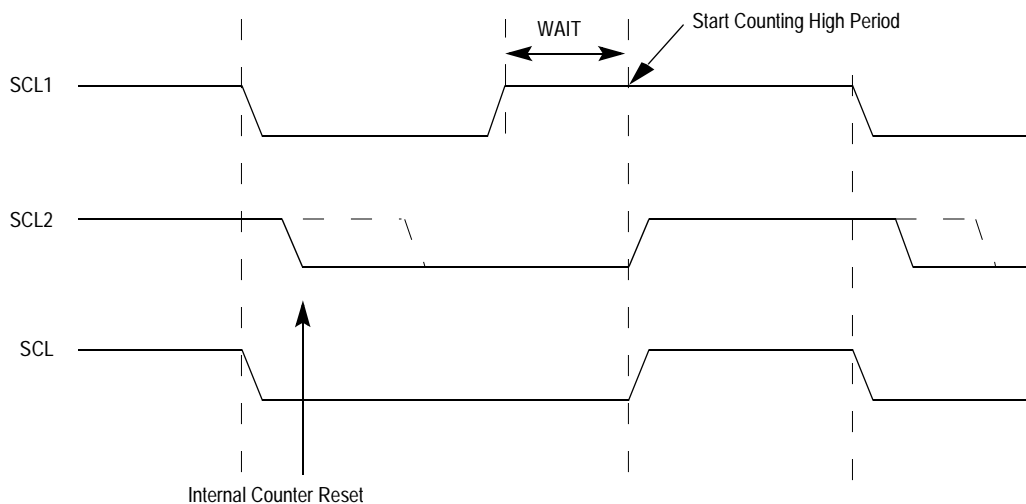 WAIT
Start Counting High Period
SCL1
SCL2
SCL
Internal Counter Reset